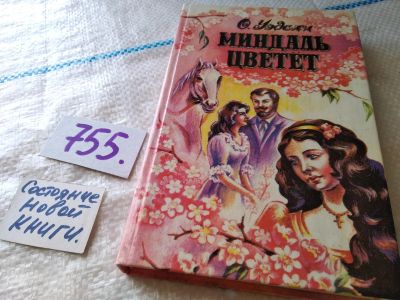 О. Уэдсли
МИНДАЛЬ
ЦВЕТЕТ
755.
Состояние
новой
книги.